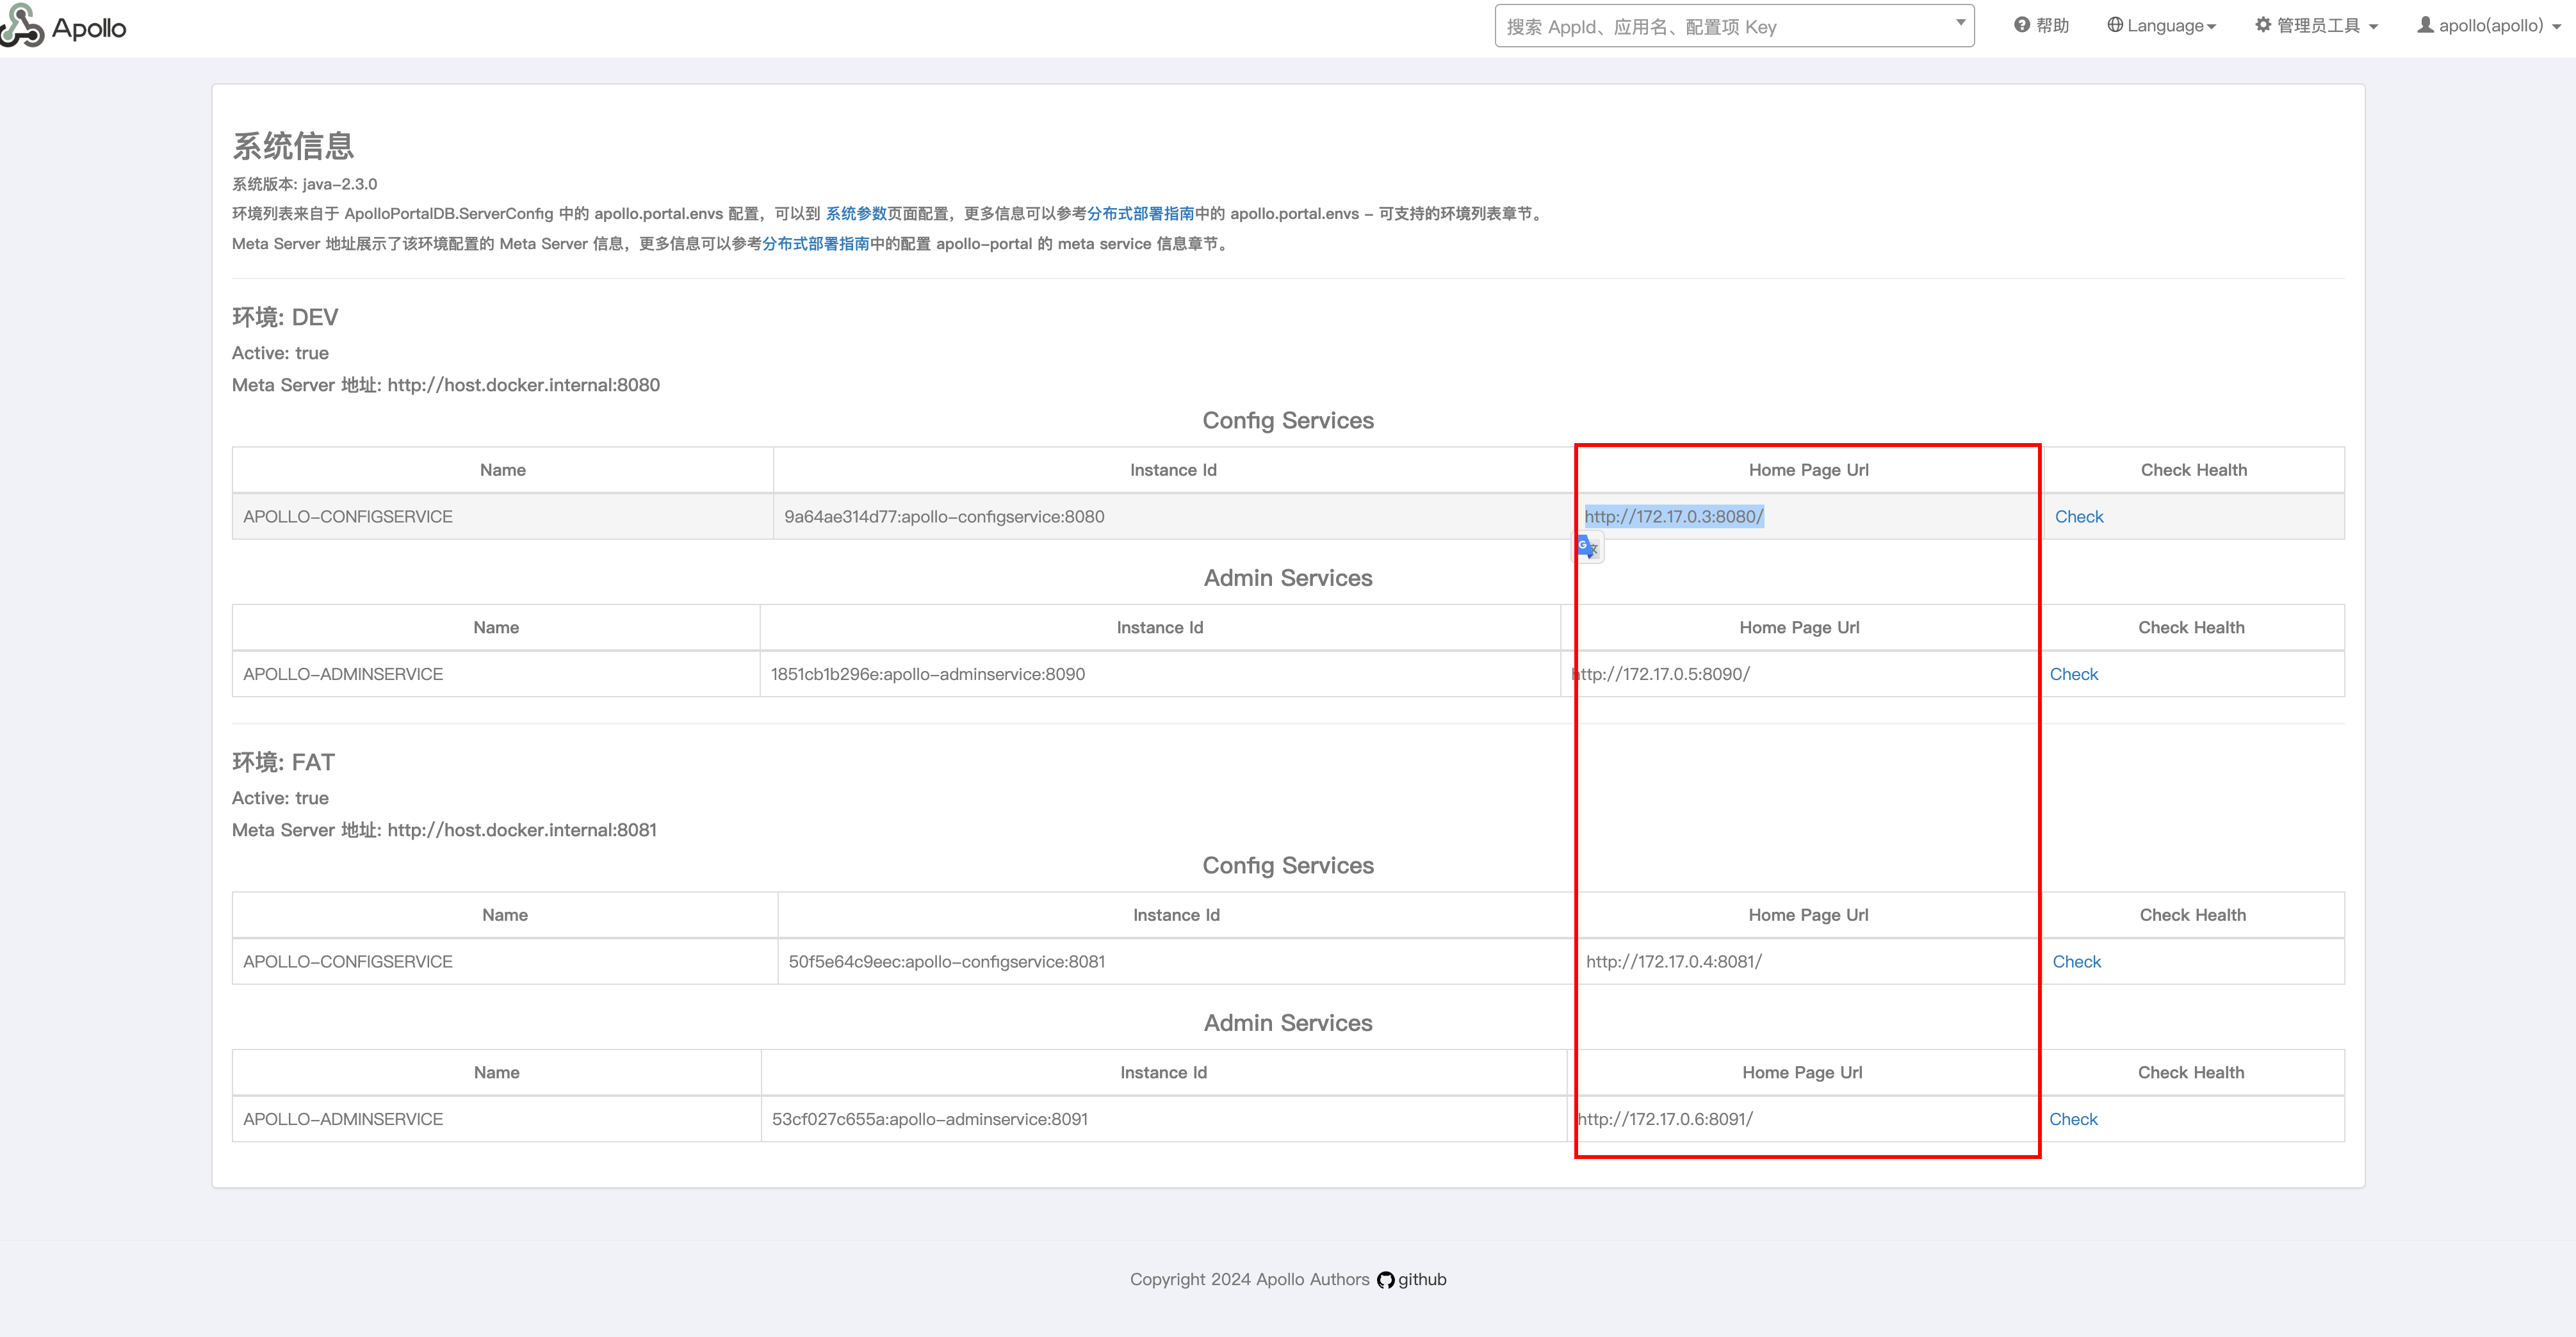 Apollo
搜索 AppId、应用名、配置项 Key
帮助
Language
管理员工具
apollo(apollo)
系统信息
系统版本: java-2.3.0
环境列表来自于 ApolloPortalDB.ServerConfig 中的 apollo.portal.envs 配置，可以到 系统参数页面配置，更多信息可以参考分布式部署指南中的 apollo.portal.envs - 可支持的环境列表章节。
Meta Server 地址展示了该环境配置的 Meta Server 信息，更多信息可以参考分布式部署指南中的配置 apollo-portal 的 meta service 信息章节。
环境: DEV
Active: true
Meta Server 地址: http://host.docker.internal:8080
Config Services
Name Instance Id Home Page Url Check Health
APOLLO-CONFIGSERVICE 9a64ae314d77:apollo-configservice:8080 http://172.17.0.3:8080/ Check
Admin Services
Name Instance Id Home Page Url Check Health
APOLLO-ADMINSERVICE 1851cb1b296e:apollo-adminservice:8090 http://172.17.0.5:8090/ Check
环境: FAT
Active: true
Meta Server 地址: http://host.docker.internal:8081
Config Services
Name Instance Id Home Page Url Check Health
APOLLO-CONFIGSERVICE 50f5e64c9eec:apollo-configservice:8081 http://172.17.0.4:8081/ Check
Admin Services
Name Instance Id Home Page Url Check Health
APOLLO-ADMINSERVICE 53cf027c655a:apollo-adminservice:8091 http://172.17.0.6:8091/ Check
Copyright 2024 Apollo Authors github